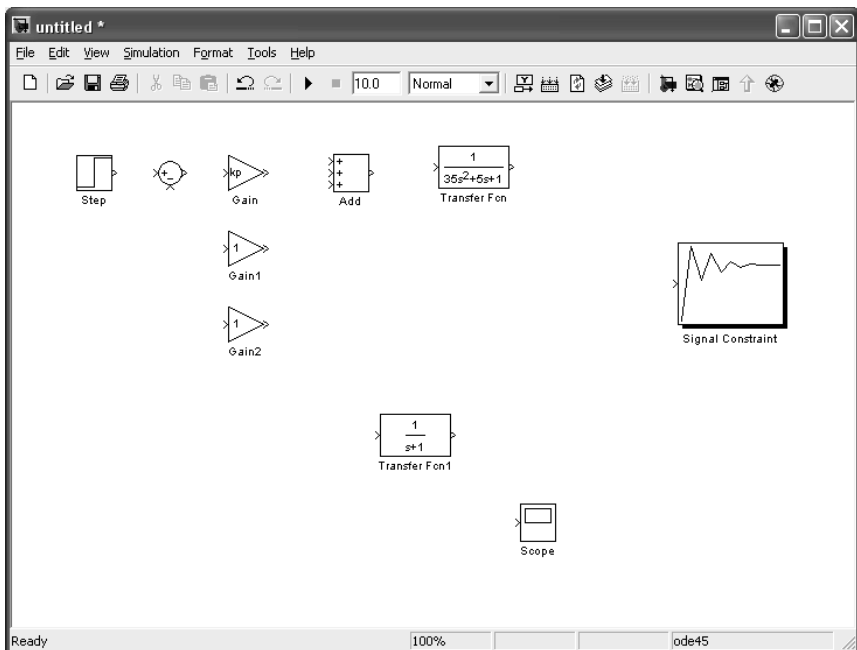 untitled *
File Edit View Simulation Format Tools Help
10.0 Normal
+
-
kp
+
+
+
1
35s²+5s+1
Step
Gain
Add
Transfer Fcn
1
Gain1
1
Gain2
Signal Constraint
1
s+1
Transfer Fcn1
Scope
Ready 100% ode45